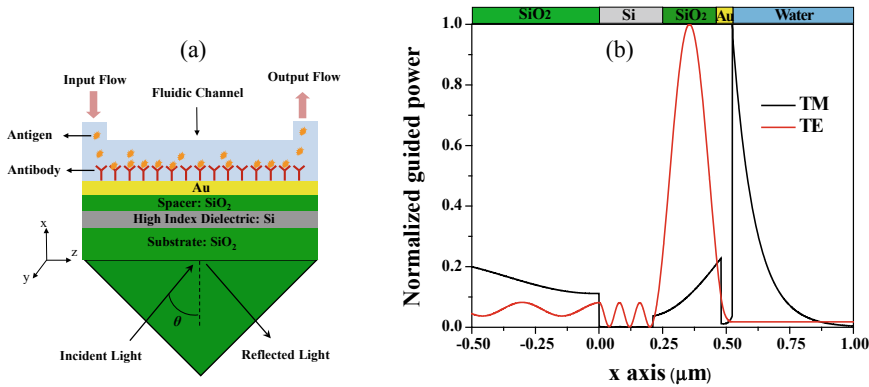 (a)
Input Flow
Output Flow
Fluidic Channel
Antigen
Antibody
Au
Spacer: SiO₂
High Index Dielectric: Si
Substrate: SiO₂
x
z
y
θ
Incident Light
Reflected Light
SiO₂ Si SiO₂ Au Water
(b)
TM
TE
Normalized guided power
1.0
0.8
0.6
0.4
0.2
0.0
-0.50 -0.25 0.00 0.25 0.50 0.75 1.00
x axis (μm)